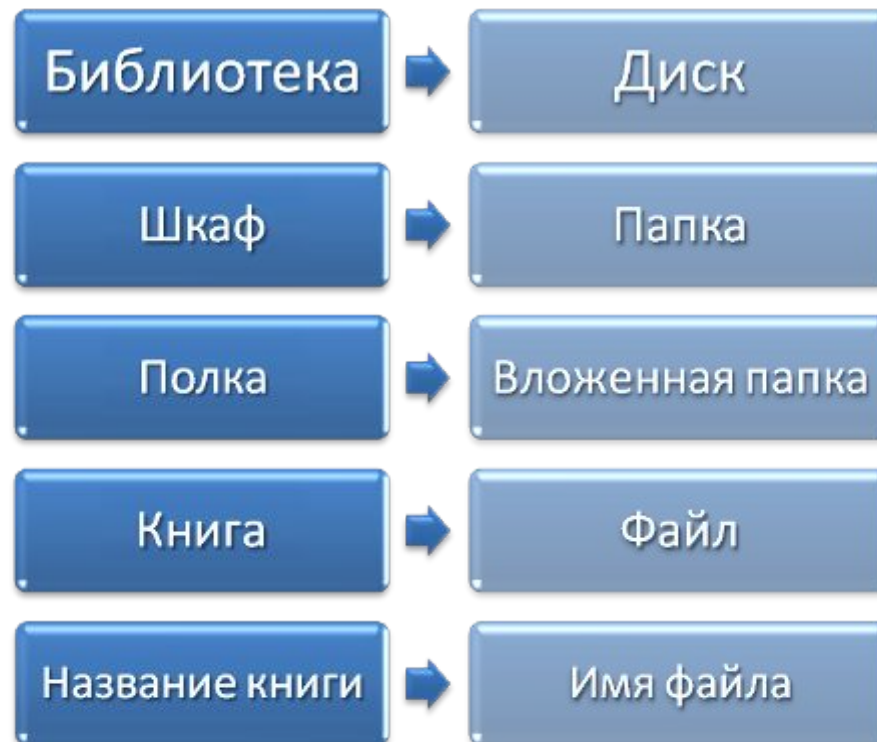 Библиотека Диск
Шкаф Папка
Полка Вложенная папка
Книга Файл
Название книги Имя файла